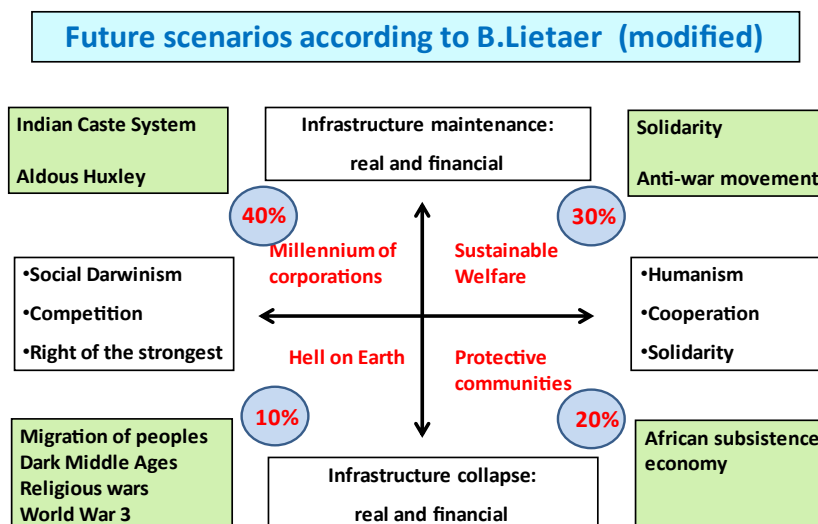 Future scenarios according to B.Lietaer (modified)
Indian Caste System
Aldous Huxley
Infrastructure maintenance:
real and financial
Solidarity
Anti-war movement
40%
30%
Millennium of
corporations
Sustainable
Welfare
•Social Darwinism
•Competition
•Right of the strongest
•Humanism
•Cooperation
•Solidarity
Hell on Earth
Protective
communities
10%
20%
Migration of peoples
Dark Middle Ages
Religious wars
World War 3
Infrastructure collapse:
real and financial
African subsistence
economy